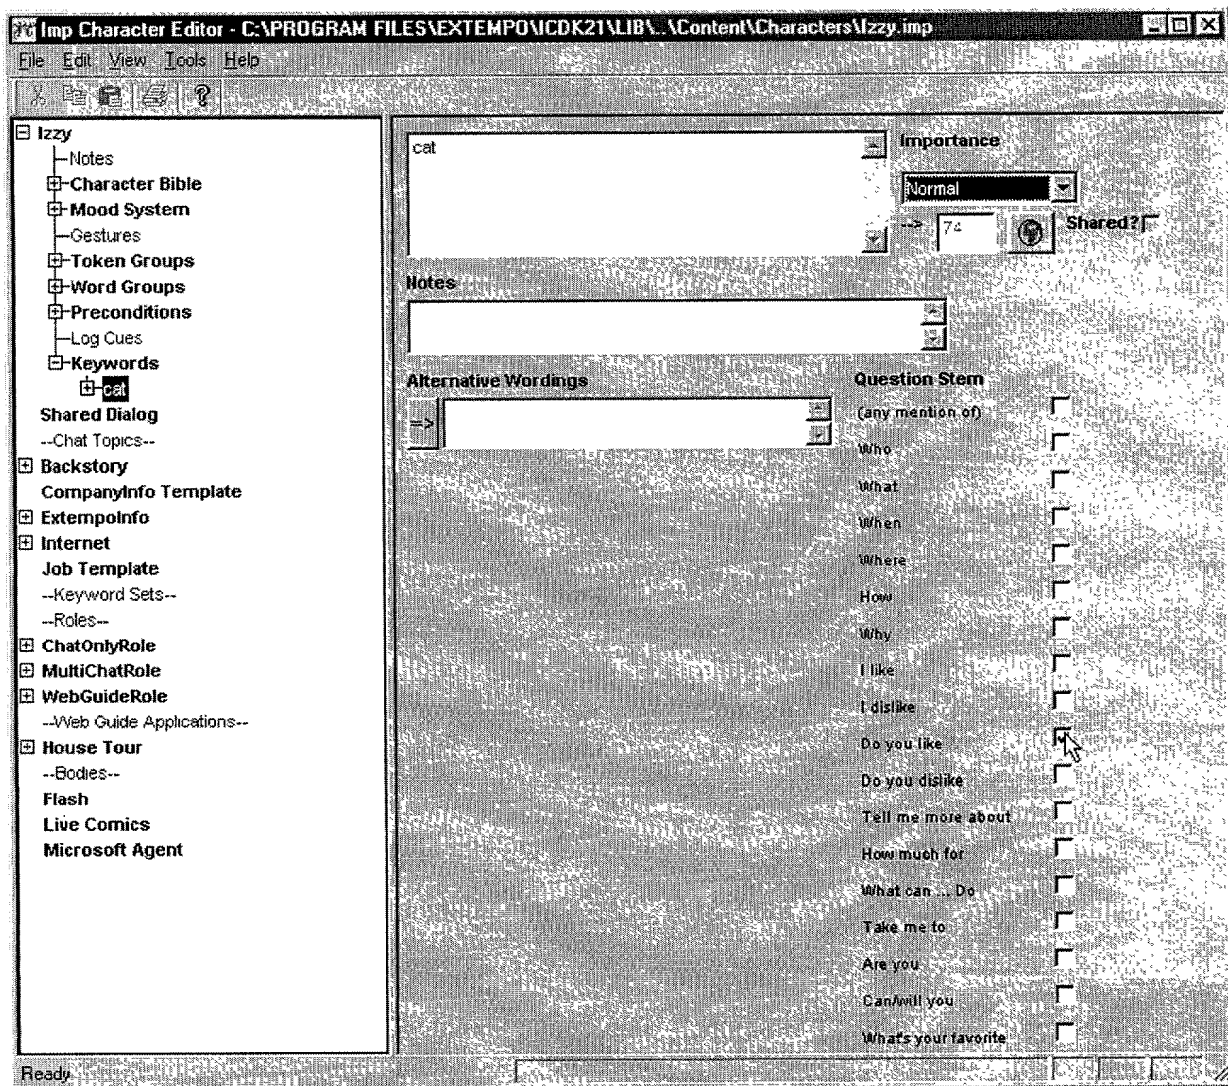 Imp Character Editor - C:\PROGRAM FILES\EXTEMPO\ICDK21\LIB\..\Content\Characters\Izzy.imp
File Edit View Tools Help
Izzy
Notes
Character Bible
Mood System
Gestures
Token Groups
Word Groups
Preconditions
Log Cues
Keywords
cat
Shared Dialog
--Chat Topics--
Backstory
CompanyInfo Template
ExtempoInfo
Internet
Job Template
--Keyword Sets--
--Roles--
ChatOnlyRole
MultiChatRole
WebGuideRole
--Web Guide Applications--
House Tour
--Bodies--
Flash
Live Comics
Microsoft Agent
cat
Importance
Normal
--> 74 Shared?
Notes
Alternative Wordings
=>
Question Stem
(any mention of)
Who
What
When
Where
How
Why
I like
I dislike
Do you like
Do you dislike
Tell me more about
How much for
What can ... Do
Take me to
Are you
Can/will you
What's your favorite
Ready